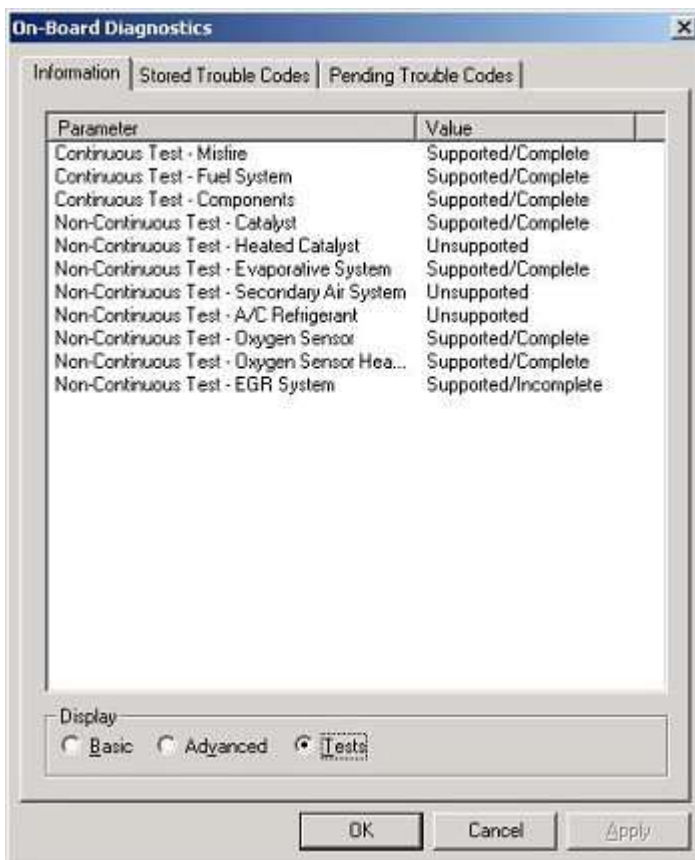 On-Board Diagnostics
Information Stored Trouble Codes Pending Trouble Codes
Parameter Value
Continuous Test - Misfire Supported/Complete
Continuous Test - Fuel System Supported/Complete
Continuous Test - Components Supported/Complete
Non-Continuous Test - Catalyst Supported/Complete
Non-Continuous Test - Heated Catalyst Unsupported
Non-Continuous Test - Evaporative System Supported/Complete
Non-Continuous Test - Secondary Air System Unsupported
Non-Continuous Test - A/C Refrigerant Unsupported
Non-Continuous Test - Oxygen Sensor Supported/Complete
Non-Continuous Test - Oxygen Sensor Hea... Supported/Complete
Non-Continuous Test - EGR System Supported/Incomplete
Display
Basic Advanced Tests
OK Cancel Apply